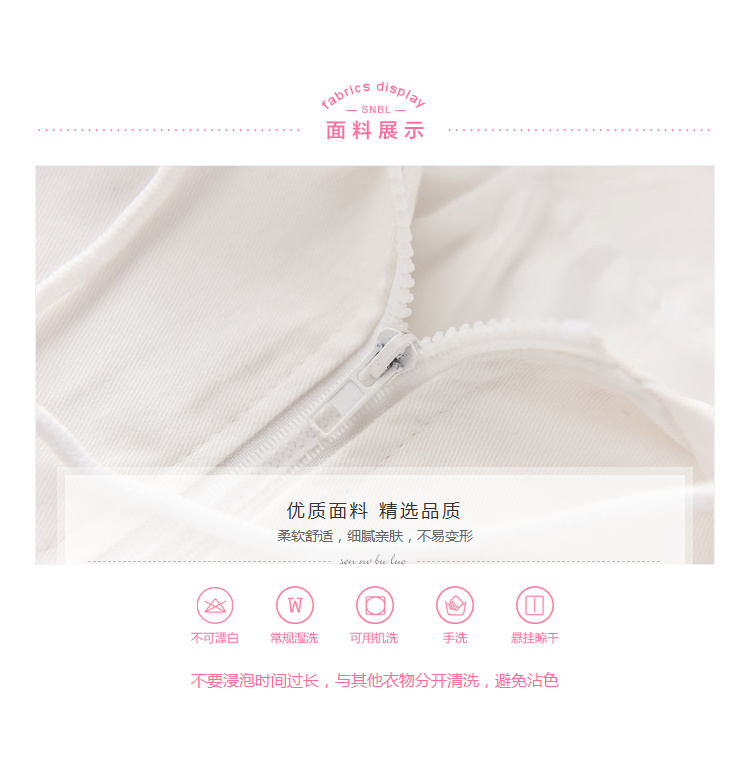 fabrics display
— SNBL —
面料展示
优质面料 精选品质
柔软舒适，细腻亲肤，不易变形
sen nv bu luo
W
不可漂白 常规湿洗 可用机洗 手洗 悬挂晾干
不要浸泡时间过长，与其他衣物分开清洗，避免沾色